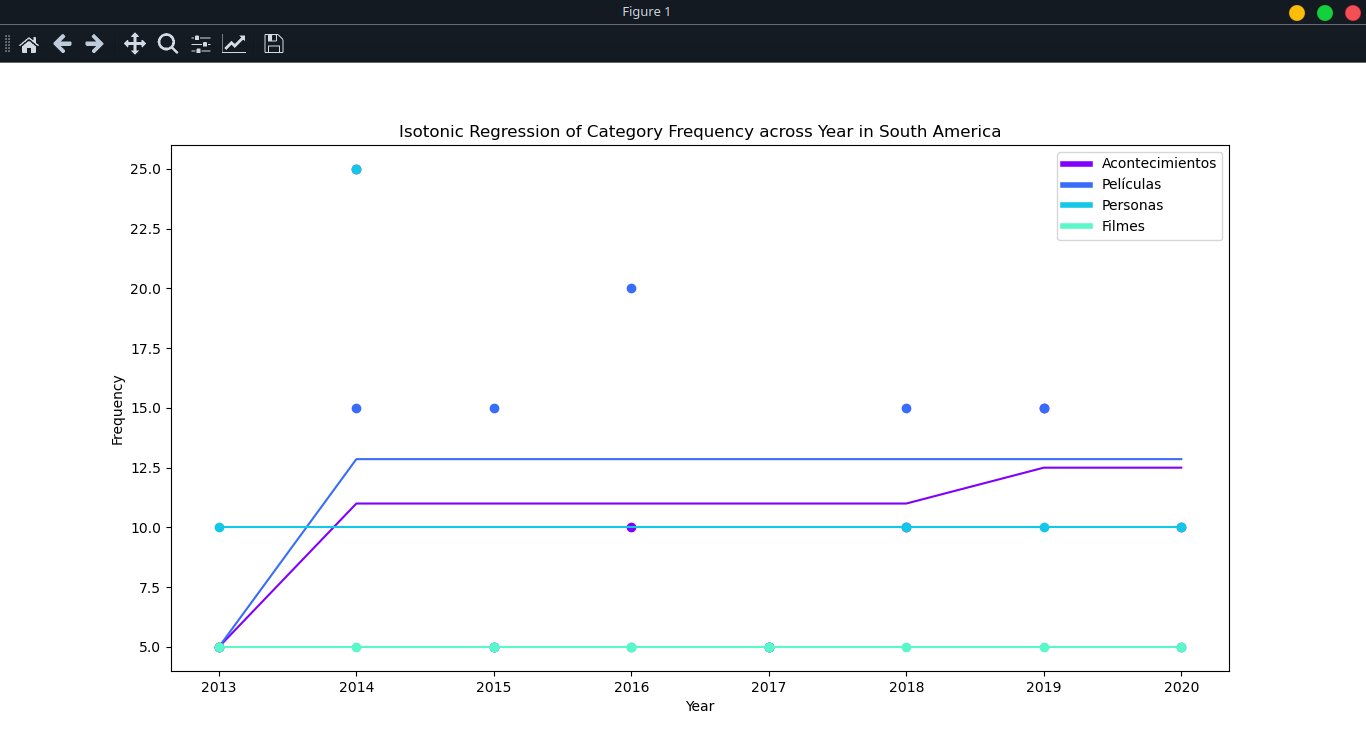 Figure 1
Isotonic Regression of Category Frequency across Year in South America
Acontecimientos
Películas
Personas
Filmes
Frequency
25.0
22.5
20.0
17.5
15.0
12.5
10.0
7.5
5.0
2013 2014 2015 2016 2017 2018 2019 2020
Year